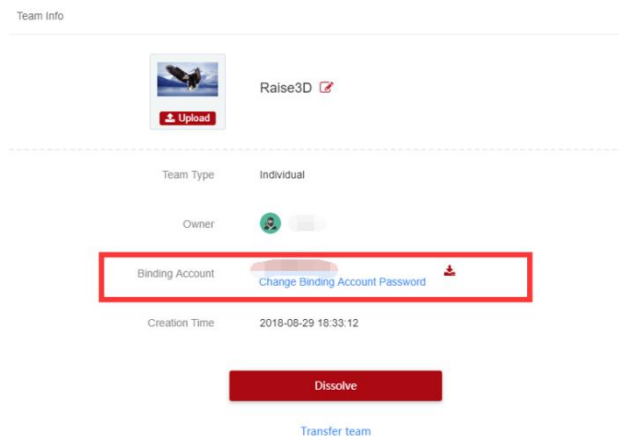 Team Info
Raise3D
Upload
Team Type Individual
Owner
Binding Account
Change Binding Account Password
Creation Time 2018-08-29 18:33:12
Dissolve
Transfer team